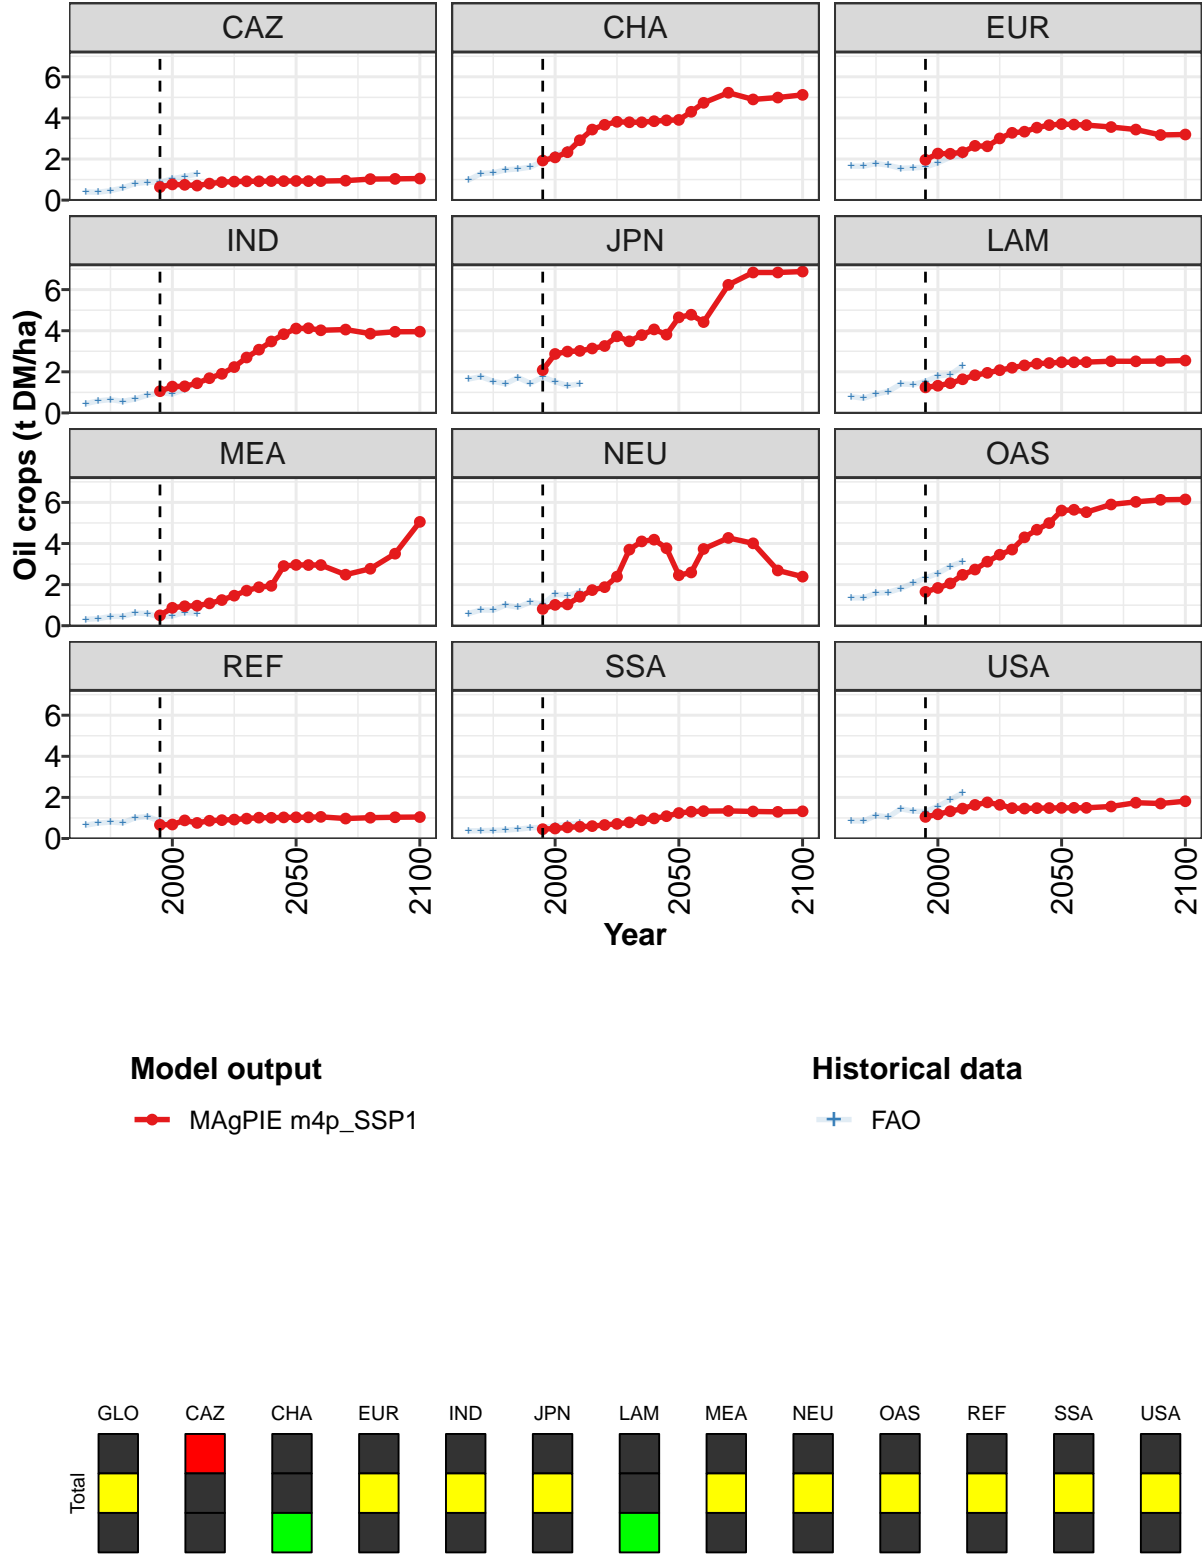 CAZ CHA EUR
6
4
2
0
IND JPN LAM
6
4
2
0
MEA NEU OAS
6
4
2
0
REF SSA USA
6
4
2
0
Oil crops (t DM/ha)
2000 2050 2100 2000 2050 2100 2000 2050 2100
Year
Model output Historical data
MAgPIE m4p_SSP1 FAO
GLO CAZ CHA EUR IND JPN LAM MEA NEU OAS REF SSA USA
Total